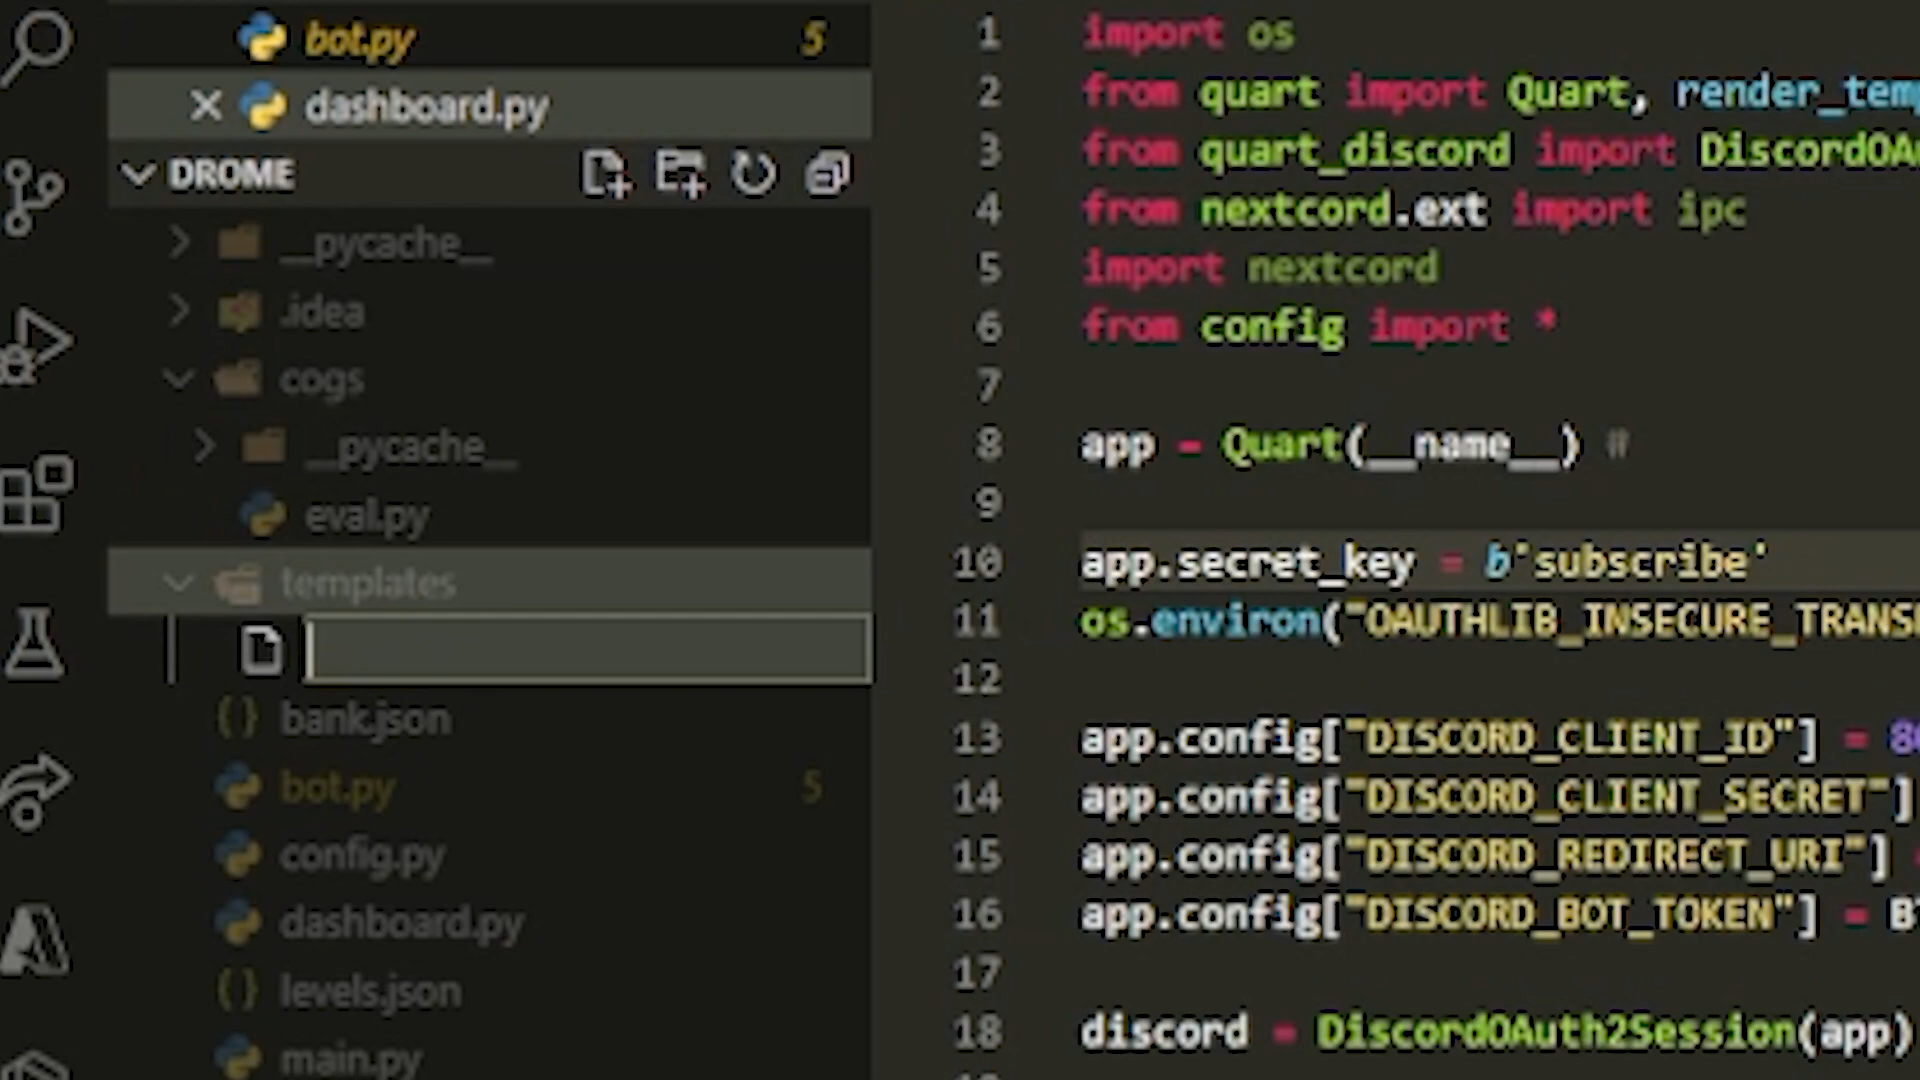 bot.py 5
dashboard.py
DROME
__pycache__
.idea
cogs
__pycache__
eval.py
templates
bank.json
bot.py 5
config.py
dashboard.py
levels.json
main.py
1 import os
2 from quart import Quart, render_temp
3 from quart_discord import DiscordOAu
4 from nextcord.ext import ipc
5 import nextcord
6 from config import *
7
8 app = Quart(__name__) #
9
10 app.secret_key = b'subscribe'
11 os.environ("OAUTHLIB_INSECURE_TRANS
12
13 app.config["DISCORD_CLIENT_ID"] = 80
14 app.config["DISCORD_CLIENT_SECRET"]
15 app.config["DISCORD_REDIRECT_URI"] =
16 app.config["DISCORD_BOT_TOKEN"] =
17
18 discord = DiscordOAuth2Session(app)